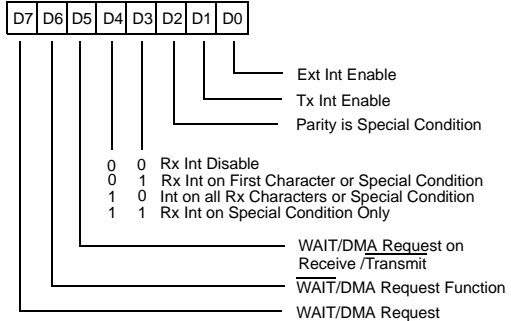 D7 D6 D5 D4 D3 D2 D1 D0
Ext Int Enable
Tx Int Enable
Parity is Special Condition
0 0 Rx Int Disable
0 1 Rx Int on First Character or Special Condition
1 0 Int on all Rx Characters or Special Condition
1 1 Rx Int on Special Condition Only
WAIT/DMA Request on
Receive /Transmit
WAIT/DMA Request Function
WAIT/DMA Request